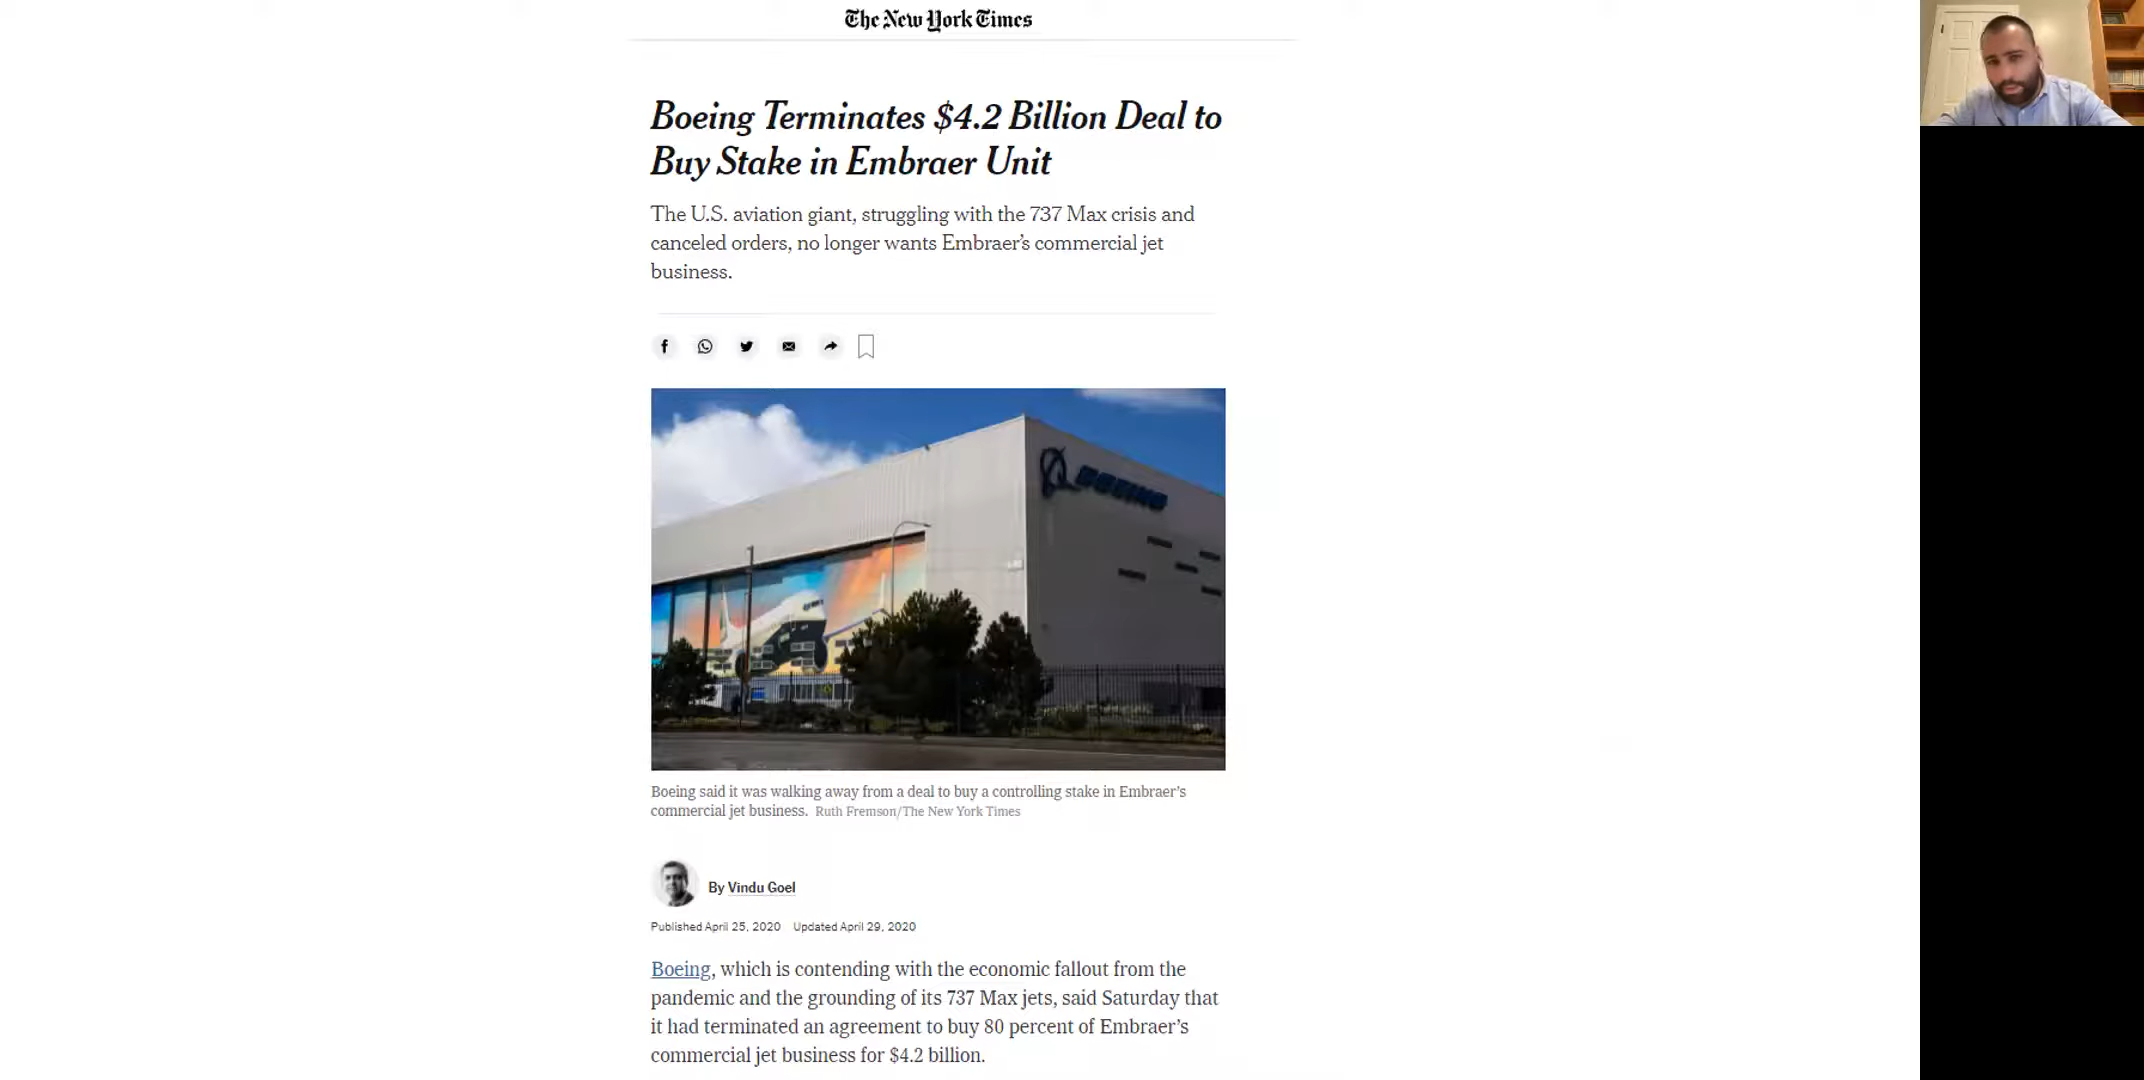 The New York Times
Boeing Terminates $4.2 Billion Deal to
Buy Stake in Embraer Unit
The U.S. aviation giant, struggling with the 737 Max crisis and
canceled orders, no longer wants Embraer's commercial jet
business.
BOEING
Boeing said it was walking away from a deal to buy a controlling stake in Embraer's
commercial jet business. Ruth Fremson/The New York Times
By Vindu Goel
Published April 25, 2020 Updated April 29, 2020
Boeing, which is contending with the economic fallout from the
pandemic and the grounding of its 737 Max jets, said Saturday that
it had terminated an agreement to buy 80 percent of Embraer's
commercial jet business for $4.2 billion.